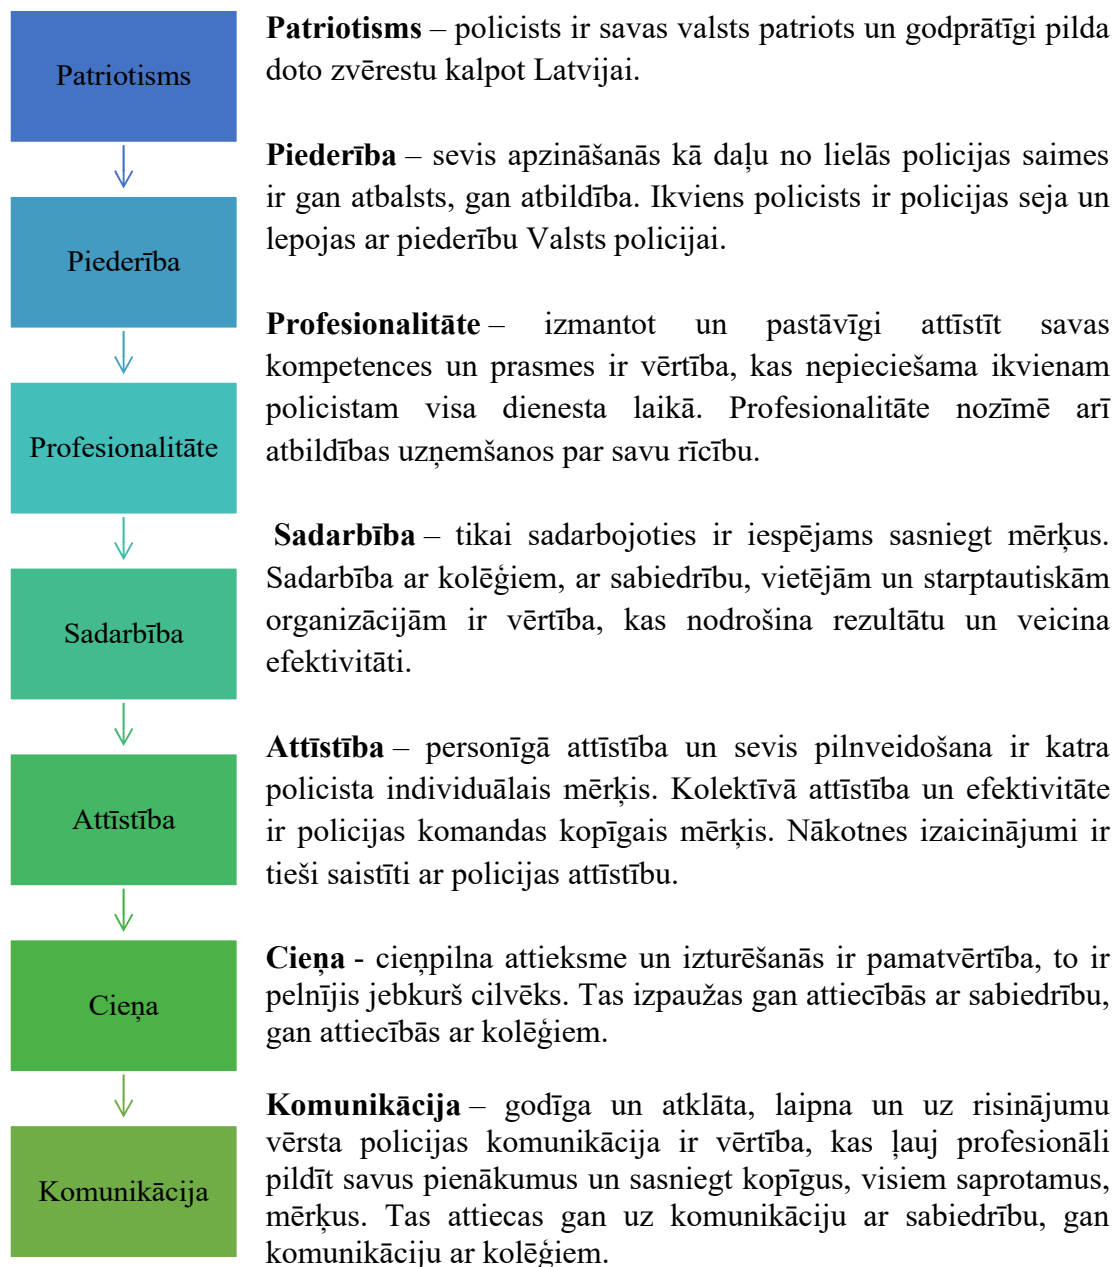 Patriotisms
Patriotisms – policists ir savas valsts patriots un godprātīgi pilda
doto zvērestu kalpot Latvijai.
Piederība
Piederība – sevis apzināšanās kā daļu no lielās policijas saimes
ir gan atbalsts, gan atbildība. Ikviens policists ir policijas seja un
lepojas ar piederību Valsts policijai.
Profesionalitāte
Profesionalitāte – izmantot un pastāvīgi attīstīt savas
kompetences un prasmes ir vērtība, kas nepieciešama ikvienam
policistam visa dienesta laikā. Profesionalitāte nozīmē arī
atbildības uzņemšanos par savu rīcību.
Sadarbība
Sadarbība – tikai sadarbojoties ir iespējams sasniegt mērķus.
Sadarbība ar kolēģiem, ar sabiedrību, vietējām un starptautiskām
organizācijām ir vērtība, kas nodrošina rezultātu un veicina
efektivitāti.
Attīstība
Attīstība – personīgā attīstība un sevis pilnveidošana ir katra
policista individuālais mērķis. Kolektīvā attīstība un efektivitāte
ir policijas komandas kopīgais mērķis. Nākotnes izaicinājumi ir
tieši saistīti ar policijas attīstību.
Cieņa
Cieņa - cieņpilna attieksme un izturēšanās ir pamatvērtība, to ir
pelnījis jebkurš cilvēks. Tas izpaužas gan attiecībās ar sabiedrību,
gan attiecībās ar kolēģiem.
Komunikācija
Komunikācija – godīga un atklāta, laipna un uz risinājumu
vērsta policijas komunikācija ir vērtība, kas ļauj profesionāli
pildīt savus pienākumus un sasniegt kopīgus, visiem saprotamus,
mērķus. Tas attiecas gan uz komunikāciju ar sabiedrību, gan
komunikāciju ar kolēģiem.